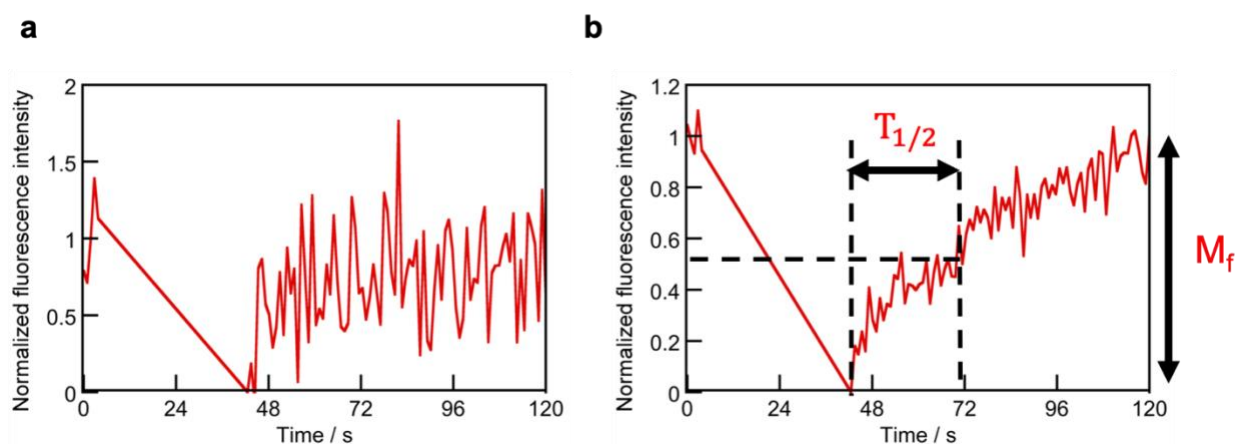 a
b
Normalized fluorescence intensity
2
1.5
1
0.5
0
0 24 48 72 96 120
Time / s
Normalized fluorescence intensity
1.2
1
0.8
0.6
0.4
0.2
0
0 24 48 72 96 120
Time / s
T1/2
Mf